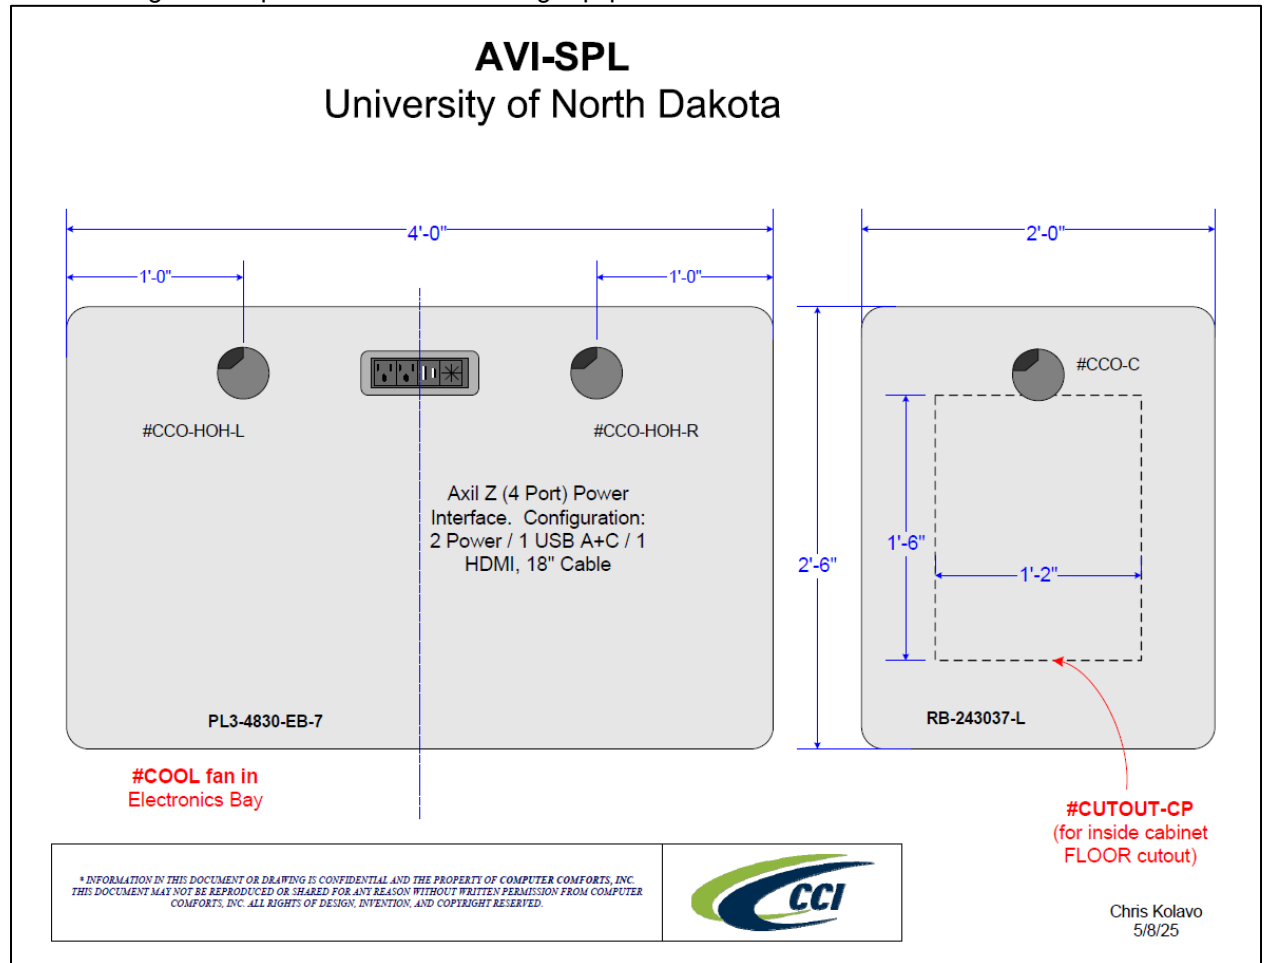 AVI-SPL
University of North Dakota
4'-0"
2'-0"
1'-0"
1'-0"
#CCO-C
#CCO-HOH-L
#CCO-HOH-R
Axil Z (4 Port) Power
Interface. Configuration:
2 Power / 1 USB A+C / 1
HDMI, 18" Cable
2'-6"
1'-6"
1'-2"
PL3-4830-EB-7
RB-243037-L
#COOL fan in
Electronics Bay
#CUTOUT-CP
(for inside cabinet
FLOOR cutout)
* INFORMATION IN THIS DOCUMENT OR DRAWING IS CONFIDENTIAL AND THE PROPERTY OF COMPUTER COMFORTS, INC.
THIS DOCUMENT MAY NOT BE REPRODUCED OR SHARED FOR ANY REASON WITHOUT WRITTEN PERMISSION FROM COMPUTER
COMFORTS, INC. ALL RIGHTS OF DESIGN, INVENTION, AND COPYRIGHT RESERVED.
CCI
Chris Kolavo
5/8/25